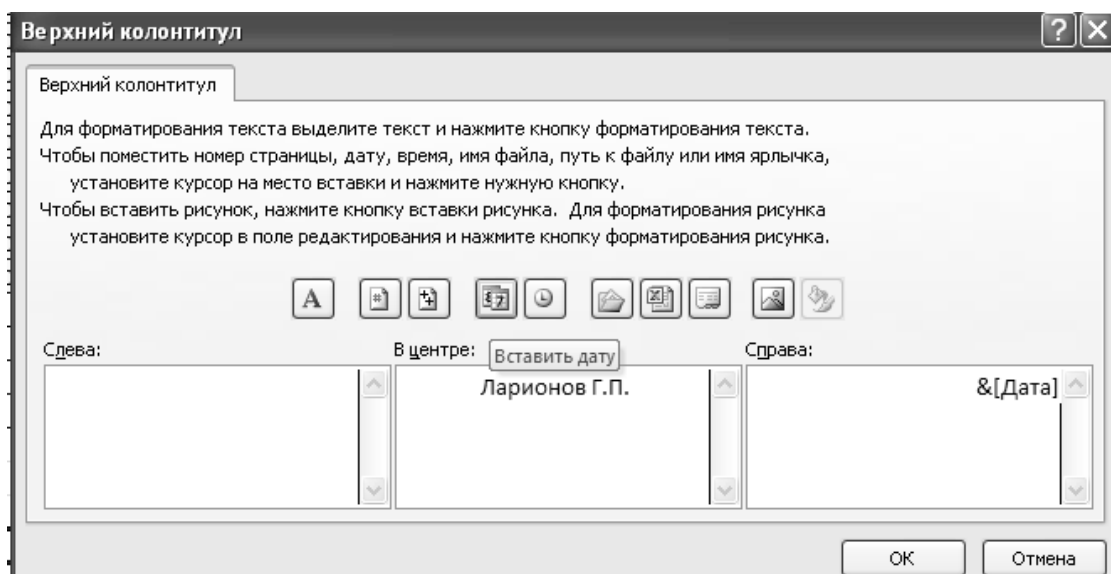 Верхний колонтитул
Верхний колонтитул
Для форматирования текста выделите текст и нажмите кнопку форматирования текста.
Чтобы поместить номер страницы, дату, время, имя файла, путь к файлу или имя ярлычка,
установите курсор на место вставки и нажмите нужную кнопку.
Чтобы вставить рисунок, нажмите кнопку вставки рисунка. Для форматирования рисунка
установите курсор в поле редактирования и нажмите кнопку форматирования рисунка.
A
Слева: В центре: Вставить дату Справа:
Ларионов Г.П. &[Дата]
ОК Отмена